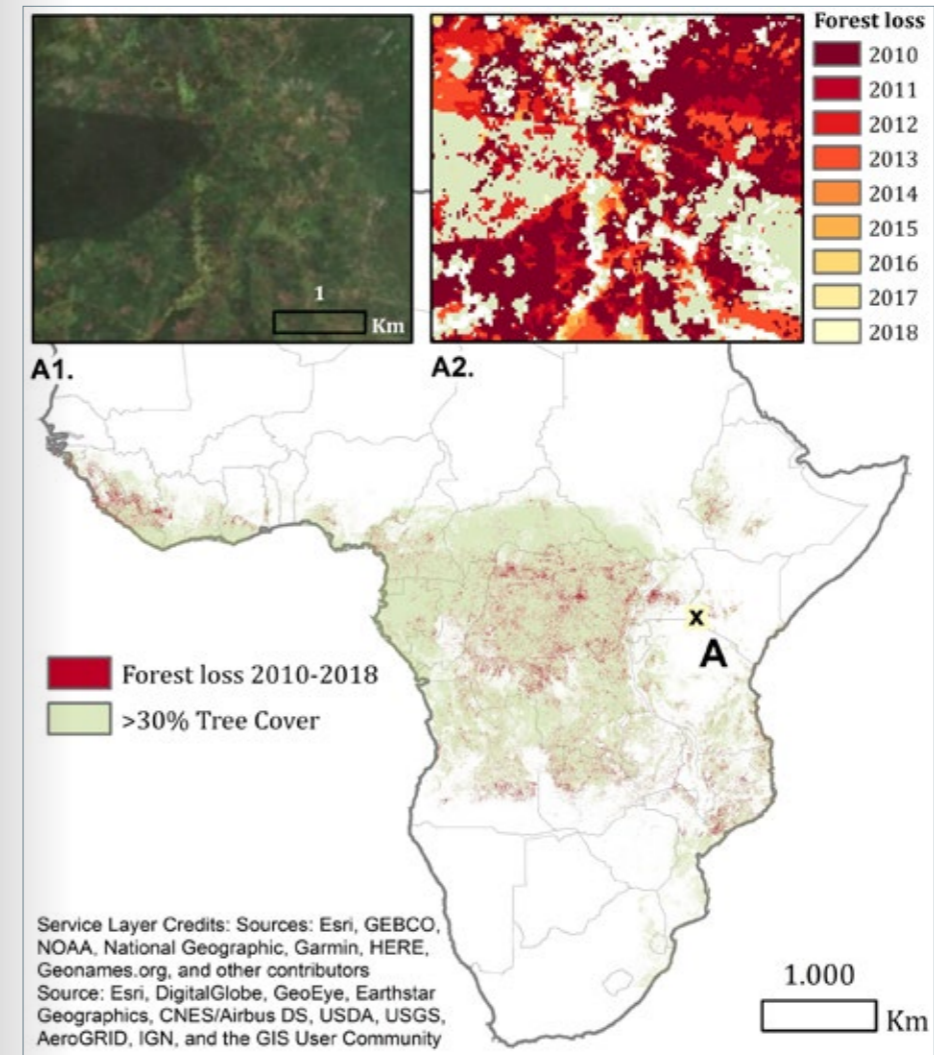 Forest loss
2010
2011
2012
2013
2014
2015
2016
2017
2018
1
Km
A1.
A2.
x
A
Forest loss 2010-2018
>30% Tree Cover
Service Layer Credits: Sources: Esri, GEBCO,
NOAA, National Geographic, Garmin, HERE,
Geonames.org, and other contributors
Source: Esri, DigitalGlobe, GeoEye, Earthstar
Geographics, CNES/Airbus DS, USDA, USGS,
AeroGRID, IGN, and the GIS User Community
1.000
Km